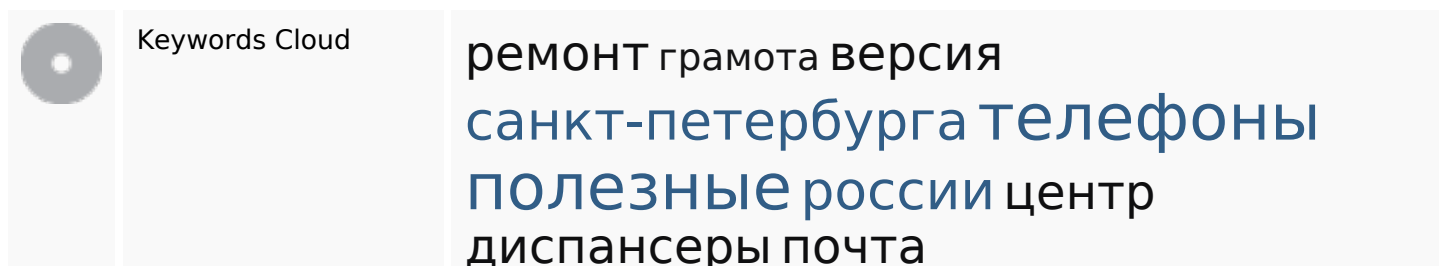 Keywords Cloud
ремонт грамота версия
санкт-петербурга телефоны
полезные россии центр
диспансеры почта